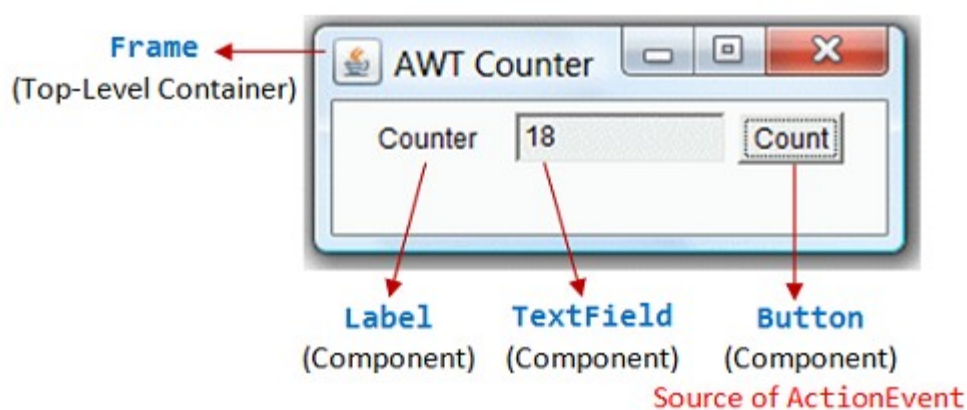 Frame
(Top-Level Container)
AWT Counter
Counter 18 Count
Label TextField Button
(Component) (Component) (Component)
Source of ActionEvent